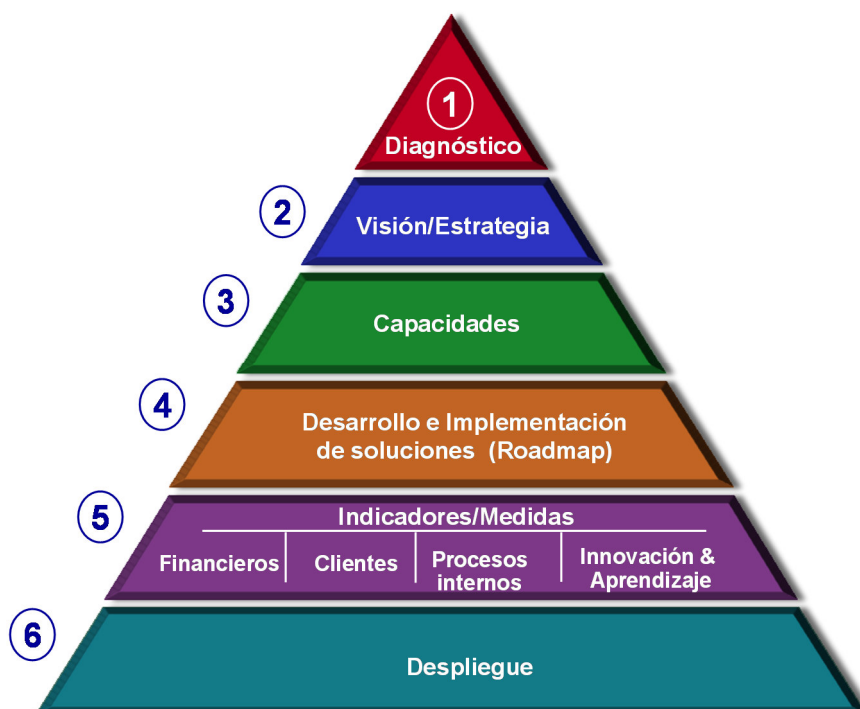 1
Diagnóstico
2
Visión/Estrategia
3
Capacidades
4
Desarrollo e Implementación
de soluciones (Roadmap)
5
Indicadores/Medidas
Financieros
Clientes
Procesos
internos
Innovación &
Aprendizaje
6
Despliegue